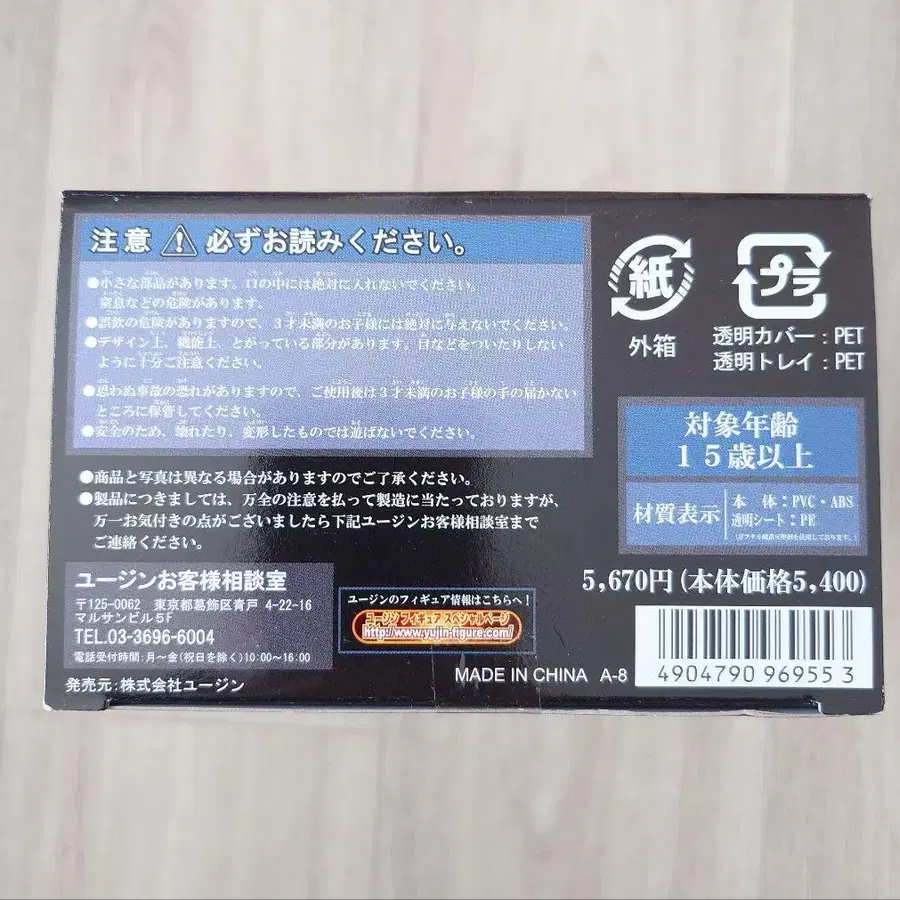 注意 必ずお読みください。
●小さな部品があります。口の中には絶対に入れないでください。
窒息などの危険があります。
●誤飲の危険がありますので、3才未満のお子様には絶対に与えないでください。
●デザイン上、機能上、とがっている部分があります。目などをついたりしない
ように十分ご注意ください。
●思わぬ事故の恐れがありますので、ご使用後は3才未満のお子様の手の届かない
ところに保管してください。
●安全のため、壊れたり、変形したものでは遊ばないでください。
●商品と写真は異なる場合がありますのでご了承ください。
●製品につきましては、万全の注意を払って製造に当たっておりますが、
万一お気付きの点がございましたら下記ユージンお客様相談室まで
ご連絡ください。
ユージンお客様相談室
〒125-0062 東京都葛飾区青戸 4-22-16
マルサンビル5F
TEL.03-3696-6004
電話受付時間:月〜金(祝日を除く)10:00〜16:00
発売元:株式会社ユージン
ユージンのフィギュア情報はこちらへ!
ユージン フィギュア スペシャルページ
http://www.yujin-figure.com/
紙
外箱
プラ
透明カバー:PET
透明トレイ:PET
対象年齢
15歳以上
材質表示
本 体:PVC・ABS
透明シート:PE
(非フタル酸系可塑剤を使用しております。)
5,670円(本体価格5,400)
MADE IN CHINA A-8
4904790 969553